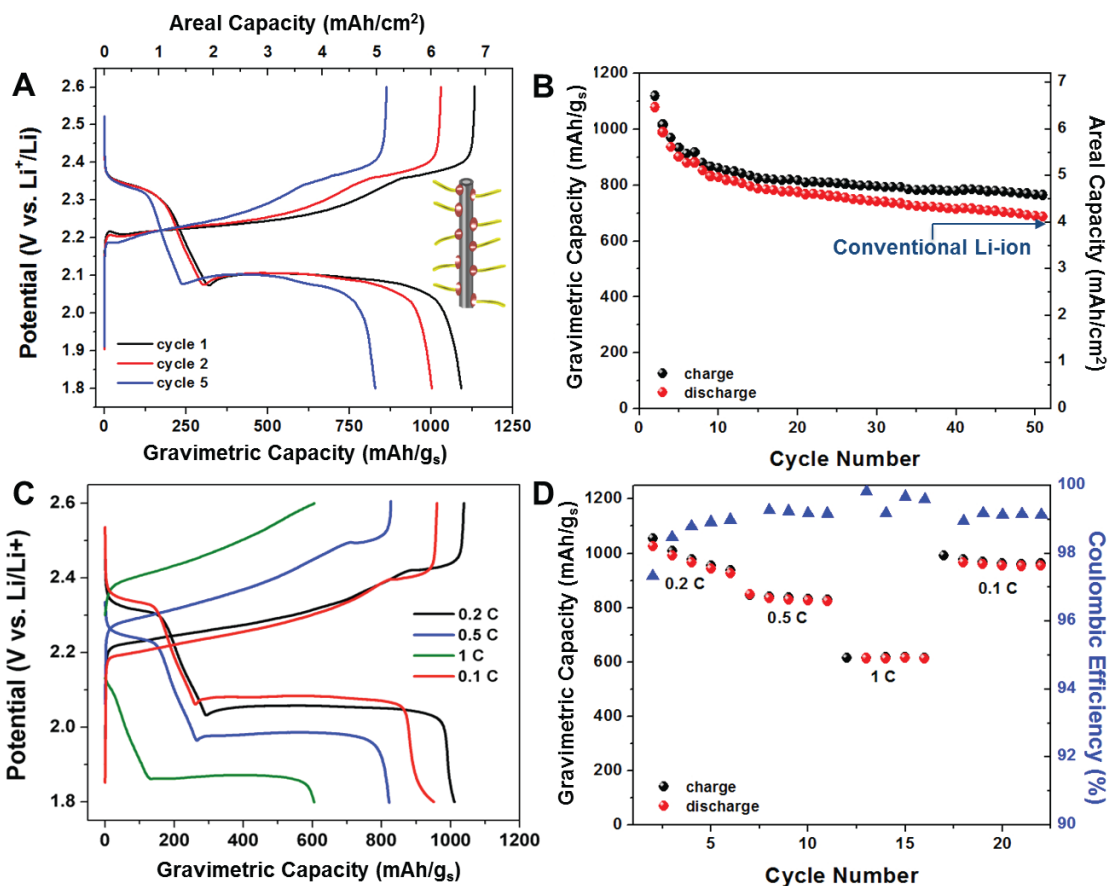 A
Areal Capacity (mAh/cm²)
0 1 2 3 4 5 6 7
Potential (V vs. Li⁺/Li)
2.6
2.5
2.4
2.3
2.2
2.1
2.0
1.9
1.8
cycle 1
cycle 2
cycle 5
0 250 500 750 1000 1250
Gravimetric Capacity (mAh/gₛ)
B
Gravimetric Capacity (mAh/gₛ)
1200
1000
800
600
400
200
0
Areal Capacity (mAh/cm²)
7
6
5
4
3
2
1
0
Conventional Li-ion
charge
discharge
0 10 20 30 40 50
Cycle Number
C
Potential (V vs. Li/Li+)
2.6
2.4
2.2
2.0
1.8
0.2 C
0.5 C
1 C
0.1 C
0 200 400 600 800 1000 1200
Gravimetric Capacity (mAh/gₛ)
D
Gravimetric Capacity (mAh/gₛ)
1200
1000
800
600
400
200
0
Coulombic Efficiency (%)
100
98
96
94
92
90
0.2 C
0.5 C
1 C
0.1 C
charge
discharge
5 10 15 20
Cycle Number